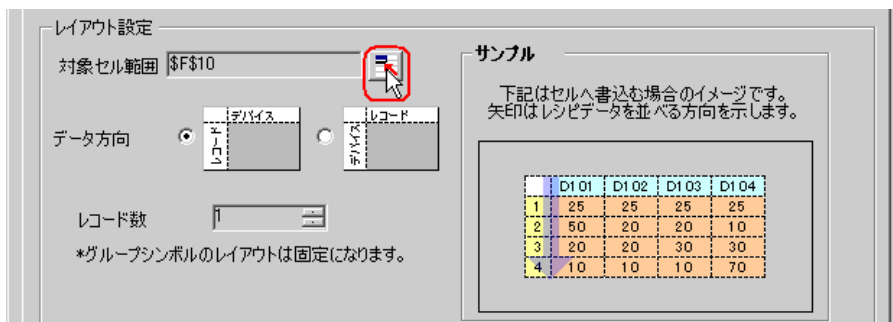 レイアウト設定
対象セル範囲 $F$10
データ方向
デバイス
レコード
レコード
デバイス
レコード数 1
*グループシンボルのレイアウトは固定になります。
サンプル
下記はセルへ書込む場合のイメージです。
矢印はレシピデータを並べる方向を示します。
D101 D102 D103 D104
1 25 25 25 25
2 50 20 20 10
3 20 20 30 30
4 10 10 10 70